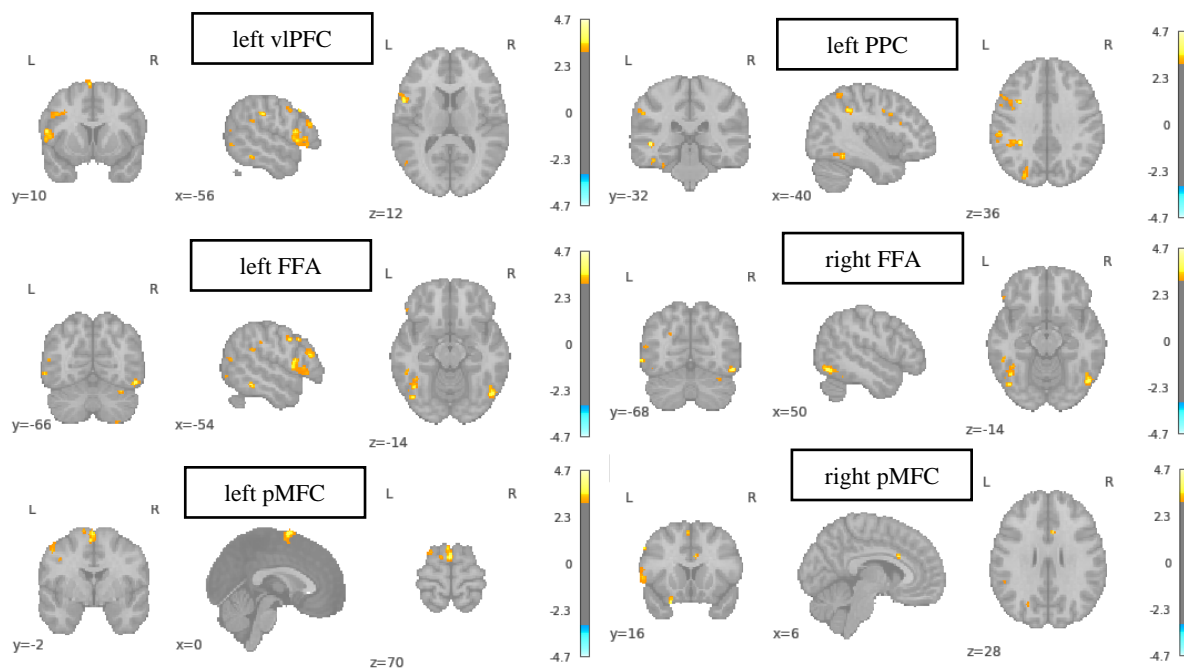 left vlPFC
L R L R
4.7
2.3
0
-2.3
-4.7
y=10 x=-56 z=12
left PPC
L R L R
4.7
2.3
0
-2.3
-4.7
y=-32 x=-40 z=36
left FFA
L R L R
4.7
2.3
0
-2.3
-4.7
y=-66 x=-54 z=-14
right FFA
L R L R
4.7
2.3
0
-2.3
-4.7
y=-68 x=50 z=-14
left pMFC
L R L R
4.7
2.3
0
-2.3
-4.7
y=-2 x=0 z=70
right pMFC
L R L R
4.7
2.3
0
-2.3
-4.7
y=16 x=6 z=28